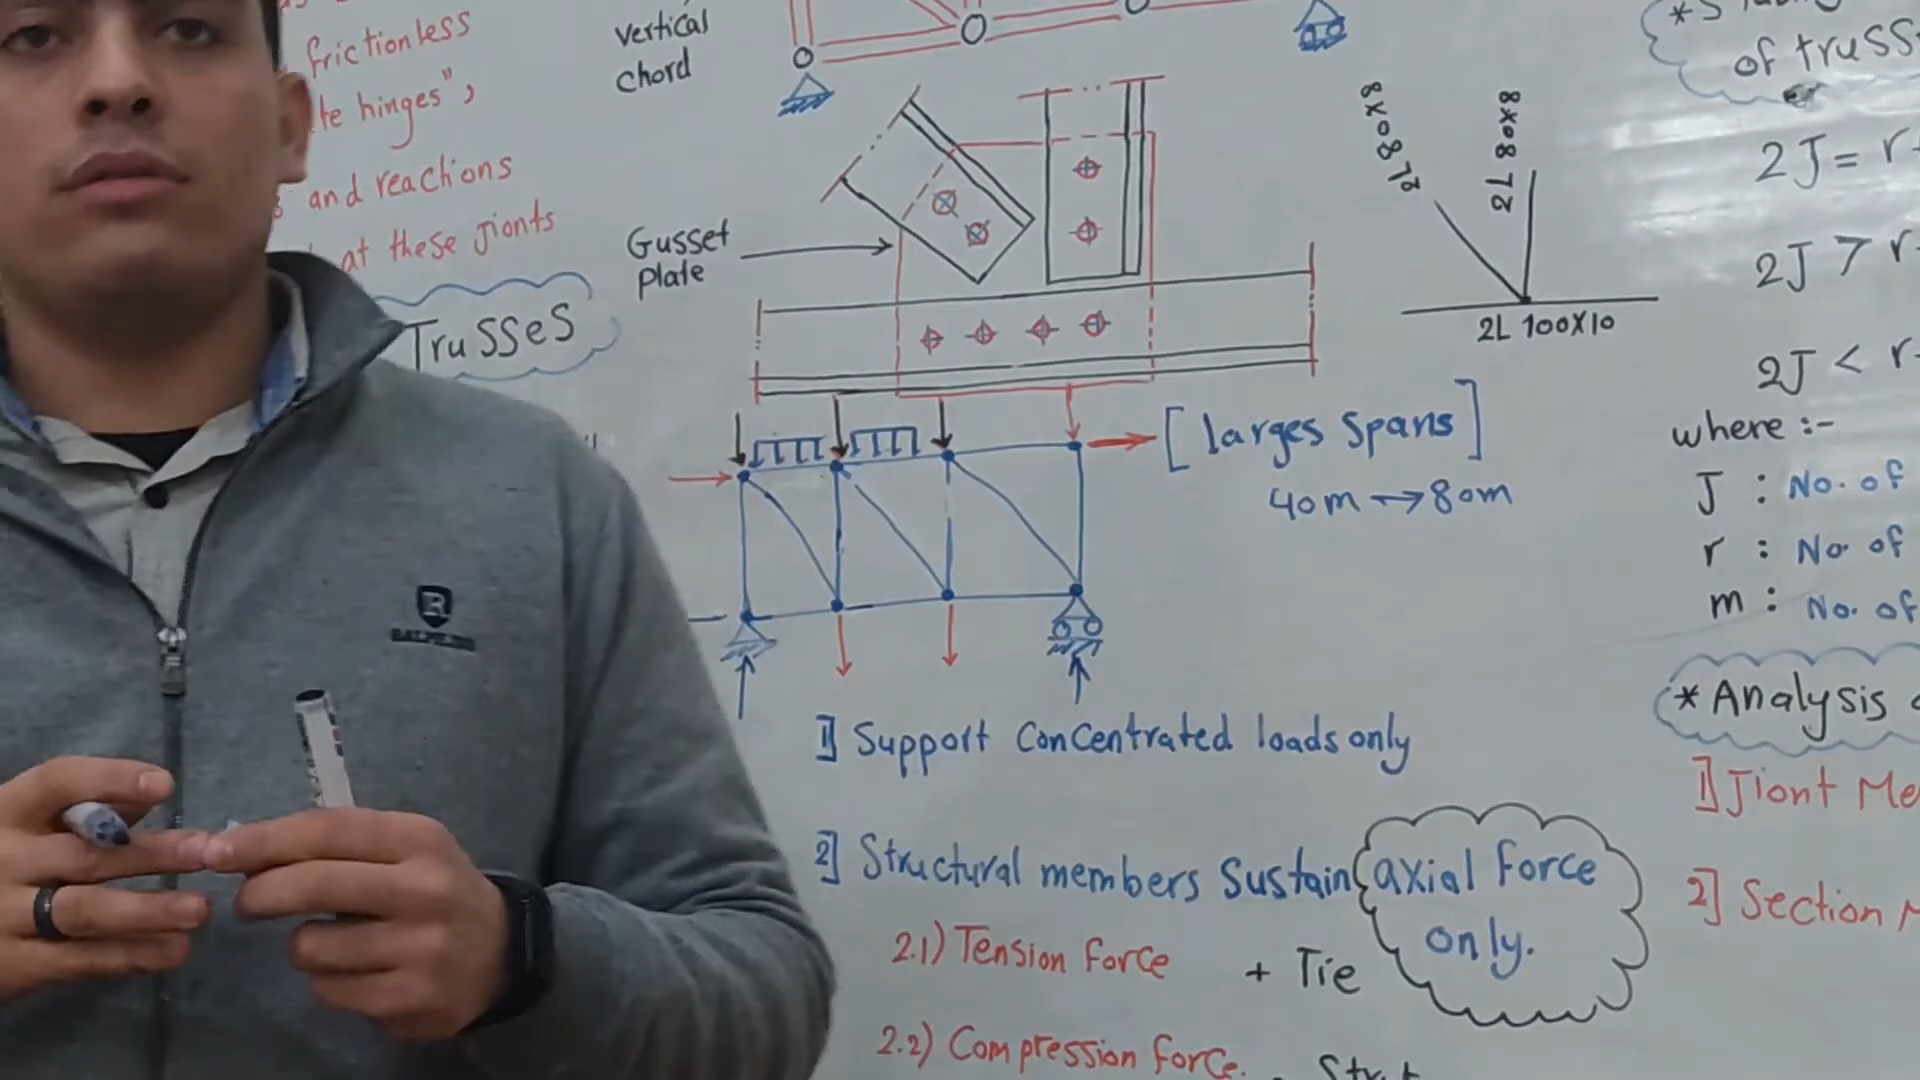 frictionless
te hinges",
and reactions
at these Jionts
Trusses
vertical
chord
Gusset
plate
2L 80X8
2L 80X8
2L 100X10
[larges Spans]
40m → 80m
1] Support Concentrated loads only
2] Structural members Sustain axial force
only.
2.1) Tension force + Tie
2.2) Compression force. - Strut
of truss
2J = r
2J > r
2J < r
where :-
J : No. of
r : No. of
m : No. of
* Analysis
1] Jiont Me
2] Section M
R